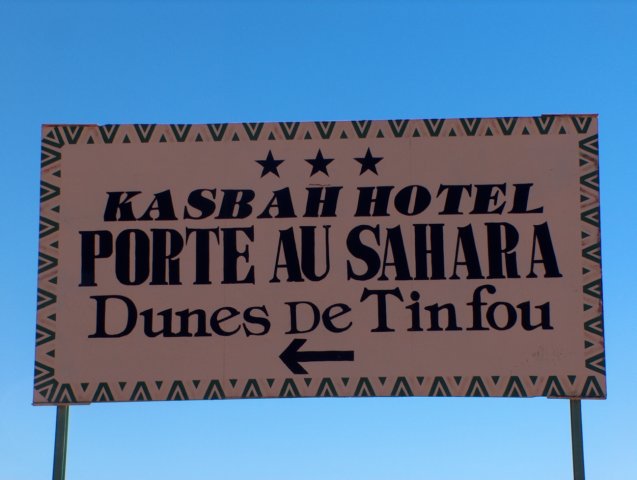 KASBAH HOTEL
PORTE AU SAHARA
Dunes De Tinfou